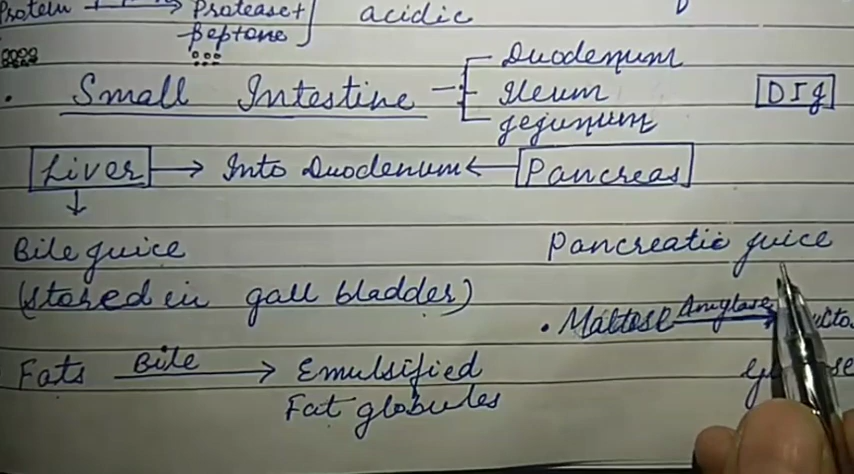 Protein → Protease+
Peptone
acidic
. Small Intestine - Duodenum
Ileum
Jejunum
DIJ
Liver → Into Duodenum ← Pancreas
Bile juice
(stored in gall bladder)
Pancreatic juice
. Maltose Amylase
Fats Bile → Emulsified
Fat globules